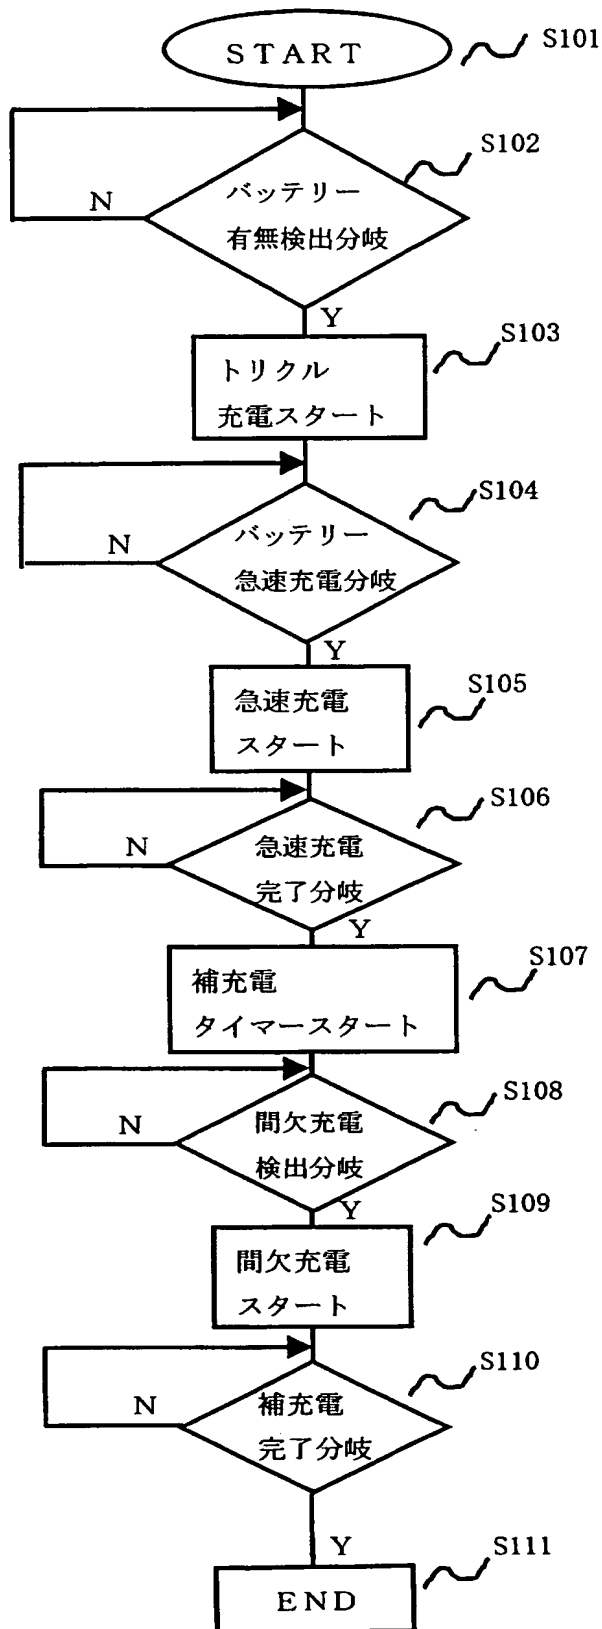 START
S101
S102
バッテリー
有無検出分岐
N
Y
S103
トリクル
充電スタート
S104
バッテリー
急速充電分岐
N
Y
S105
急速充電
スタート
S106
急速充電
完了分岐
N
Y
S107
補充電
タイマースタート
S108
間欠充電
検出分岐
N
Y
S109
間欠充電
スタート
S110
補充電
完了分岐
N
Y
S111
END